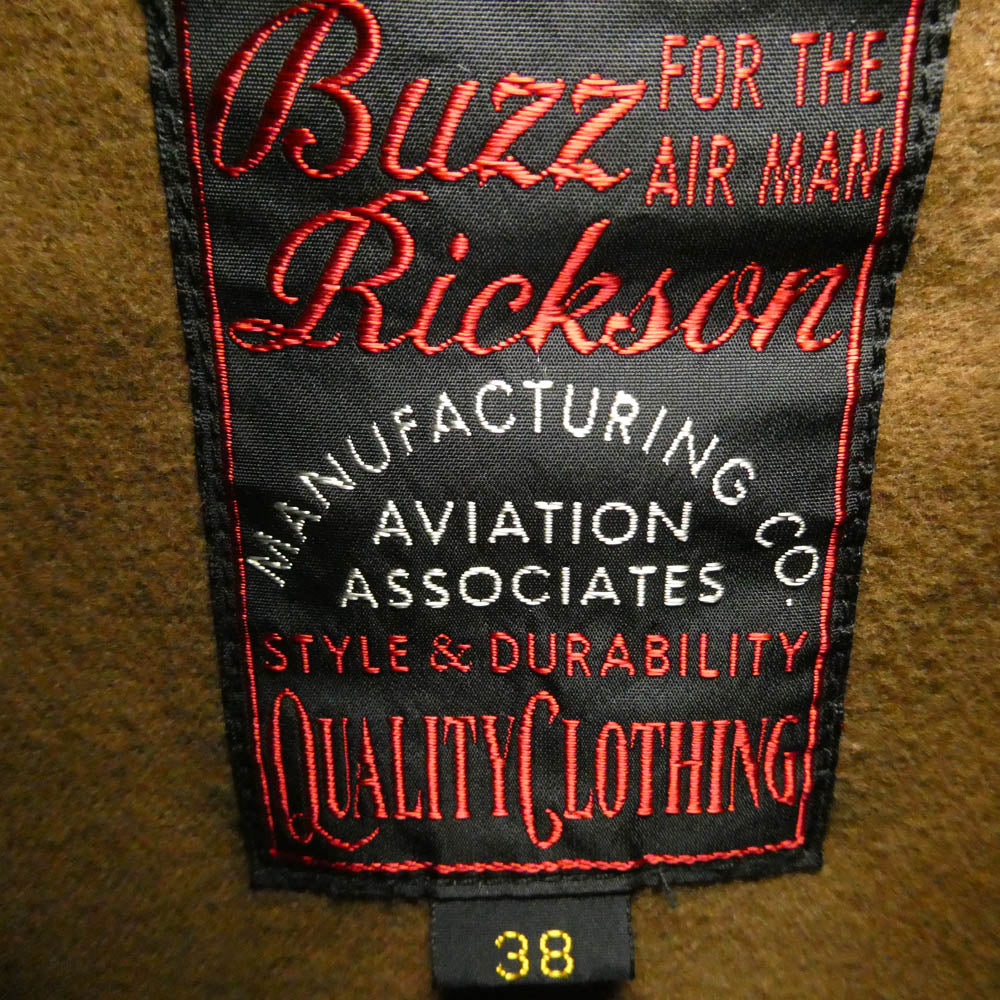 Buzz FOR THE
AIR MAN
Rickson
MANUFACTURING CO.
AVIATION
ASSOCIATES
STYLE & DURABILITY
QUALITY CLOTHING
38